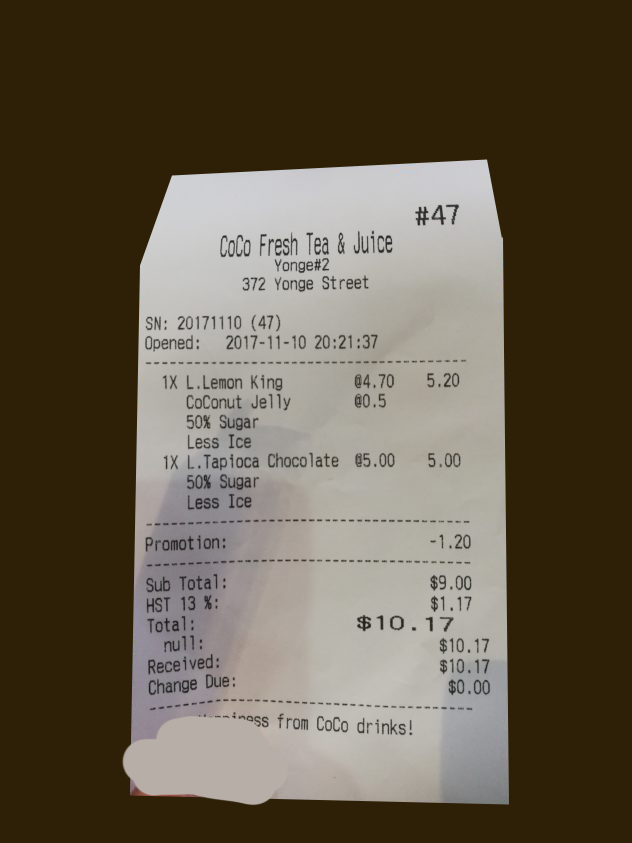 #47
CoCo Fresh Tea & Juice
Yonge#2
372 Yonge Street
SN: 20171110 (47)
Opened: 2017-11-10 20:21:37
1X L.Lemon King @4.70 5.20
CoConut Jelly @0.5
50% Sugar
Less Ice
1X L.Tapioca Chocolate @5.00 5.00
50% Sugar
Less Ice
Promotion: -1.20
Sub Total: $9.00
HST 13 %: $1.17
Total: $10.17
null: $10.17
Received: $10.17
Change Due: $0.00
from CoCo drinks!